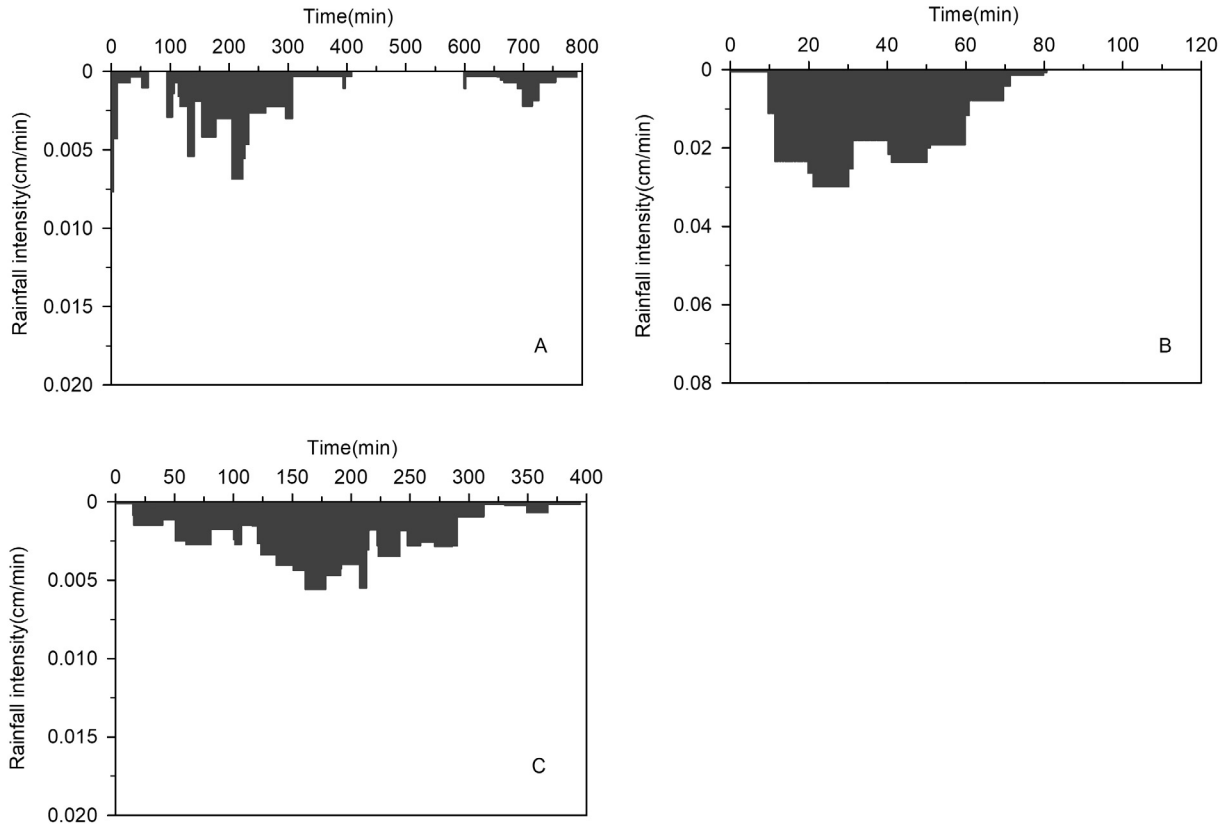 Time(min)
0 100 200 300 400 500 600 700 800
Rainfall intensity(cm/min)
0
0.005
0.010
0.015
0.020
A
Time(min)
0 20 40 60 80 100 120
Rainfall intensity(cm/min)
0
0.02
0.04
0.06
0.08
B
Time(min)
0 50 100 150 200 250 300 350 400
Rainfall intensity(cm/min)
0
0.005
0.010
0.015
0.020
C